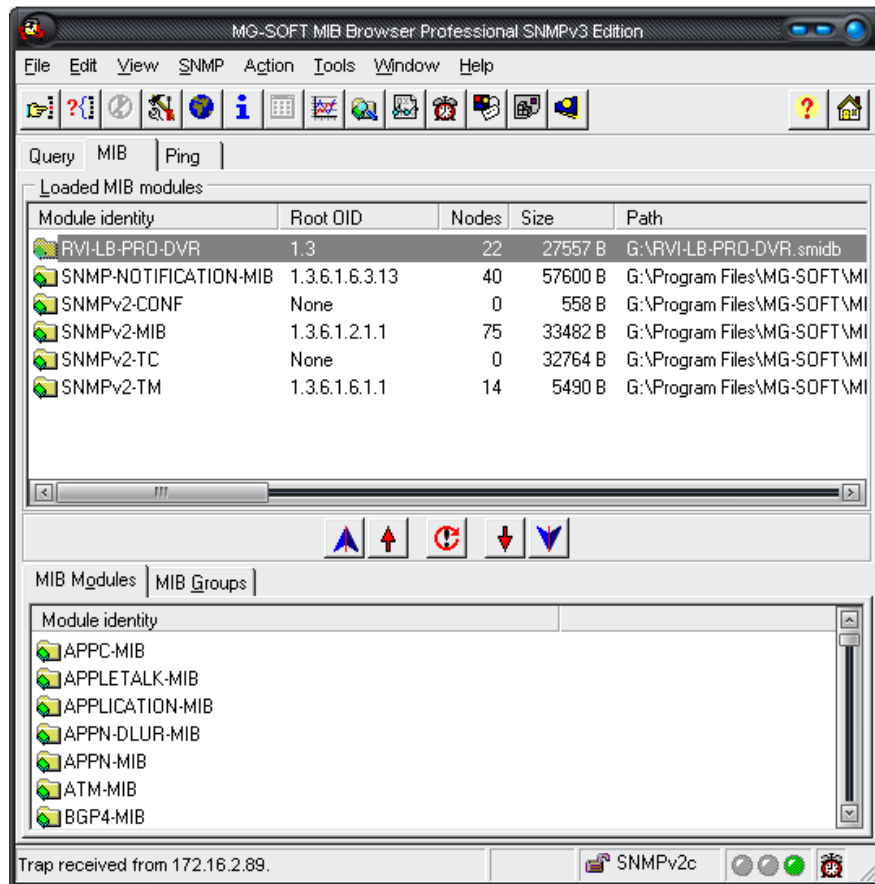 MG-SOFT MIB Browser Professional SNMPv3 Edition
File Edit View SNMP Action Tools Window Help
Query MIB Ping
Loaded MIB modules
Module identity Root OID Nodes Size Path
RVI-LB-PRO-DVR 1.3 22 27557 B G:\RVI-LB-PRO-DVR.smidb
SNMP-NOTIFICATION-MIB 1.3.6.1.6.3.13 40 57600 B G:\Program Files\MG-SOFT\MI
SNMPv2-CONF None 0 558 B G:\Program Files\MG-SOFT\MI
SNMPv2-MIB 1.3.6.1.2.1.1 75 33482 B G:\Program Files\MG-SOFT\MI
SNMPv2-TC None 0 32764 B G:\Program Files\MG-SOFT\MI
SNMPv2-TM 1.3.6.1.6.1.1 14 5490 B G:\Program Files\MG-SOFT\MI
MIB Modules MIB Groups
Module identity
APPC-MIB
APPLETALK-MIB
APPLICATION-MIB
APPN-DLUR-MIB
APPN-MIB
ATM-MIB
BGP4-MIB
Trap received from 172.16.2.89. SNMPv2c